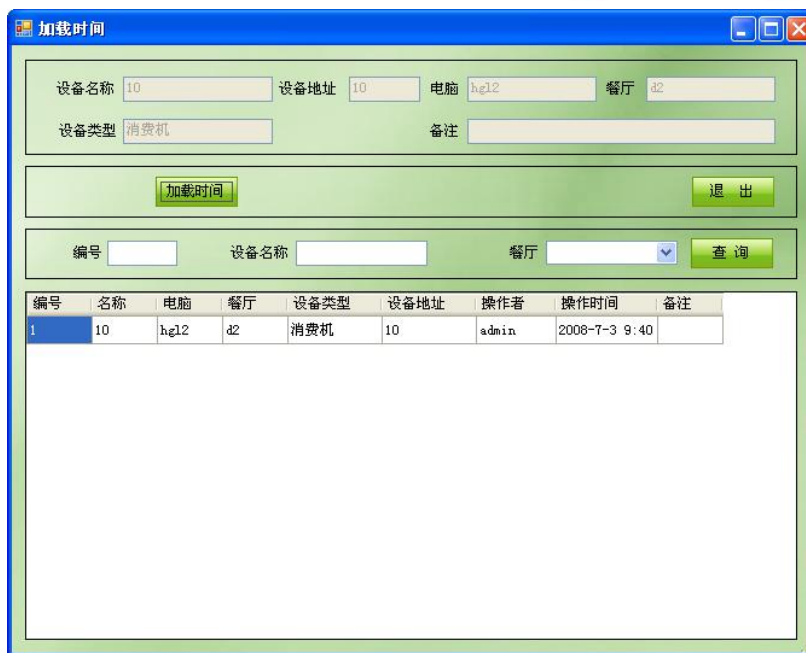 加载时间
设备名称 10 设备地址 10 电脑 hgl2 餐厅 d2
设备类型 消费机 备注
加载时间 退 出
编号 设备名称 餐厅 查 询
编号 名称 电脑 餐厅 设备类型 设备地址 操作者 操作时间 备注
1 10 hgl2 d2 消费机 10 admin 2008-7-3 9:40